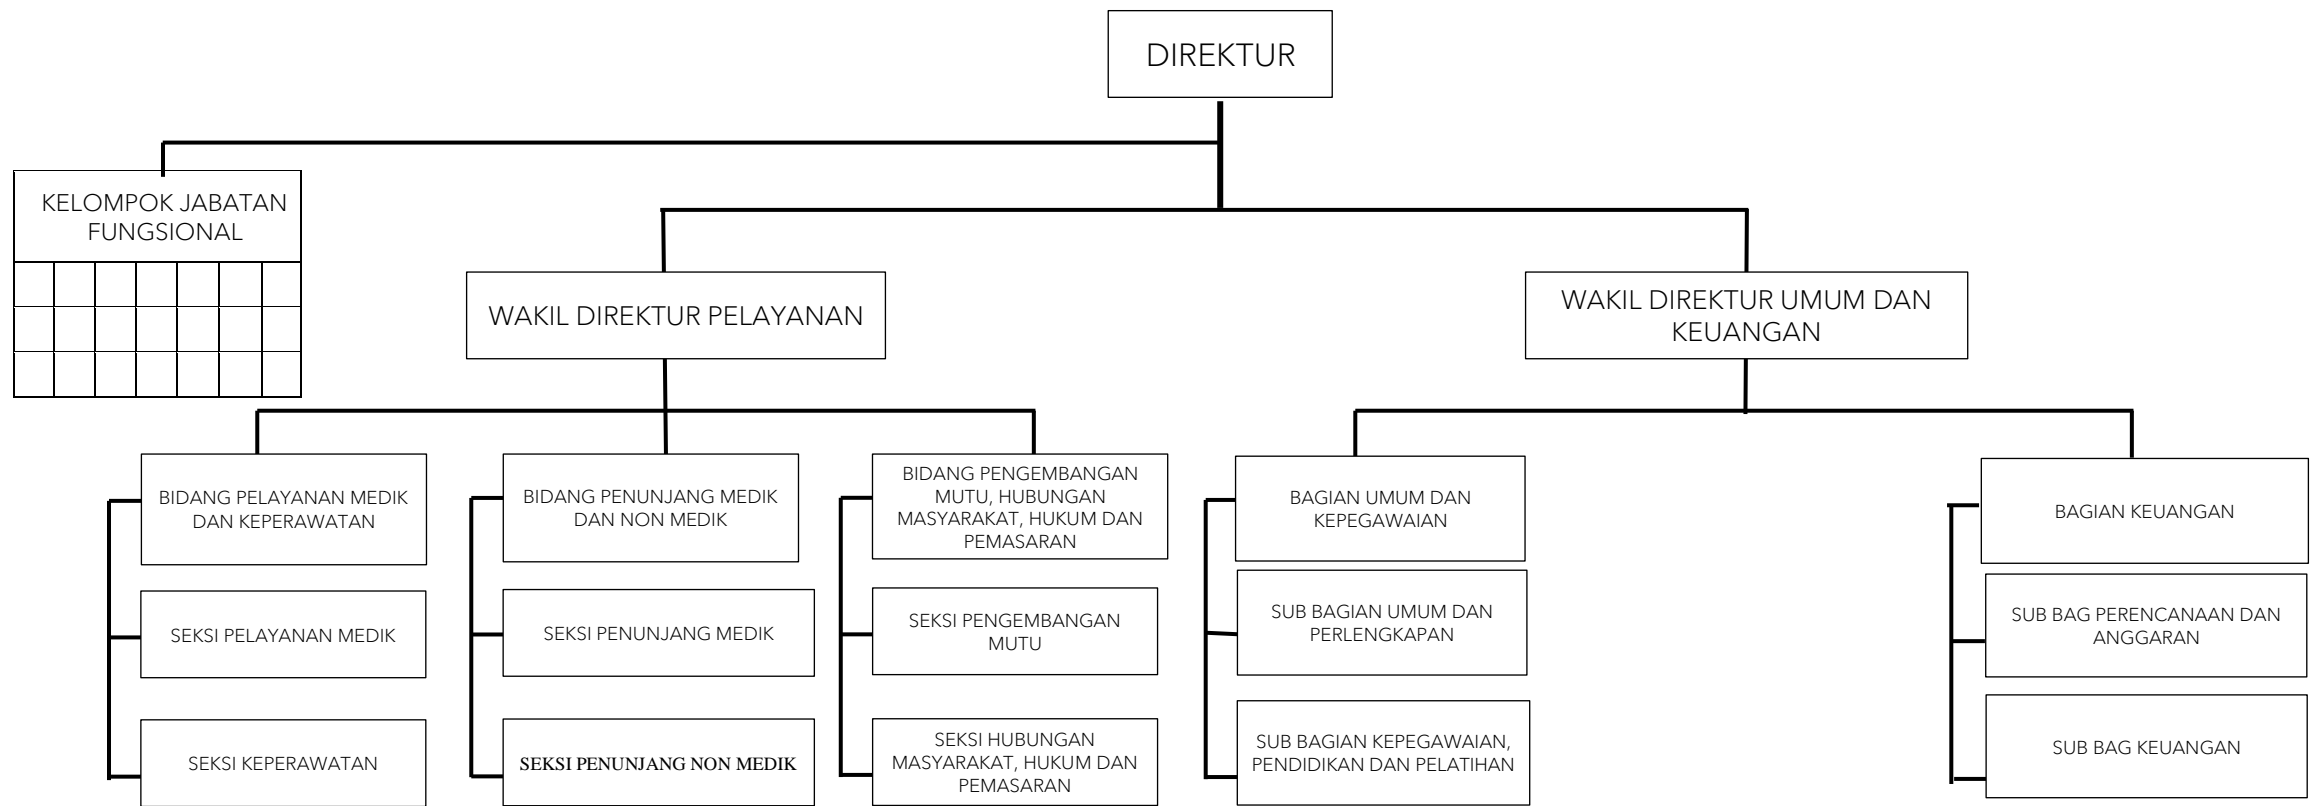 DIREKTUR
KELOMPOK JABATAN
FUNGSIONAL
WAKIL DIREKTUR PELAYANAN
WAKIL DIREKTUR UMUM DAN
KEUANGAN
BIDANG PELAYANAN MEDIK
DAN KEPERAWATAN
BIDANG PENUNJANG MEDIK
DAN NON MEDIK
BIDANG PENGEMBANGAN
MUTU, HUBUNGAN
MASYARAKAT, HUKUM DAN
PEMASARAN
BAGIAN UMUM DAN
KEPEGAWAIAN
BAGIAN KEUANGAN
SEKSI PELAYANAN MEDIK
SEKSI PENUNJANG MEDIK
SEKSI PENGEMBANGAN
MUTU
SUB BAGIAN UMUM DAN
PERLENGKAPAN
SUB BAG PERENCANAAN DAN
ANGGARAN
SEKSI KEPERAWATAN
SEKSI PENUNJANG NON MEDIK
SEKSI HUBUNGAN
MASYARAKAT, HUKUM DAN
PEMASARAN
SUB BAGIAN KEPEGAWAIAN,
PENDIDIKAN DAN PELATIHAN
SUB BAG KEUANGAN